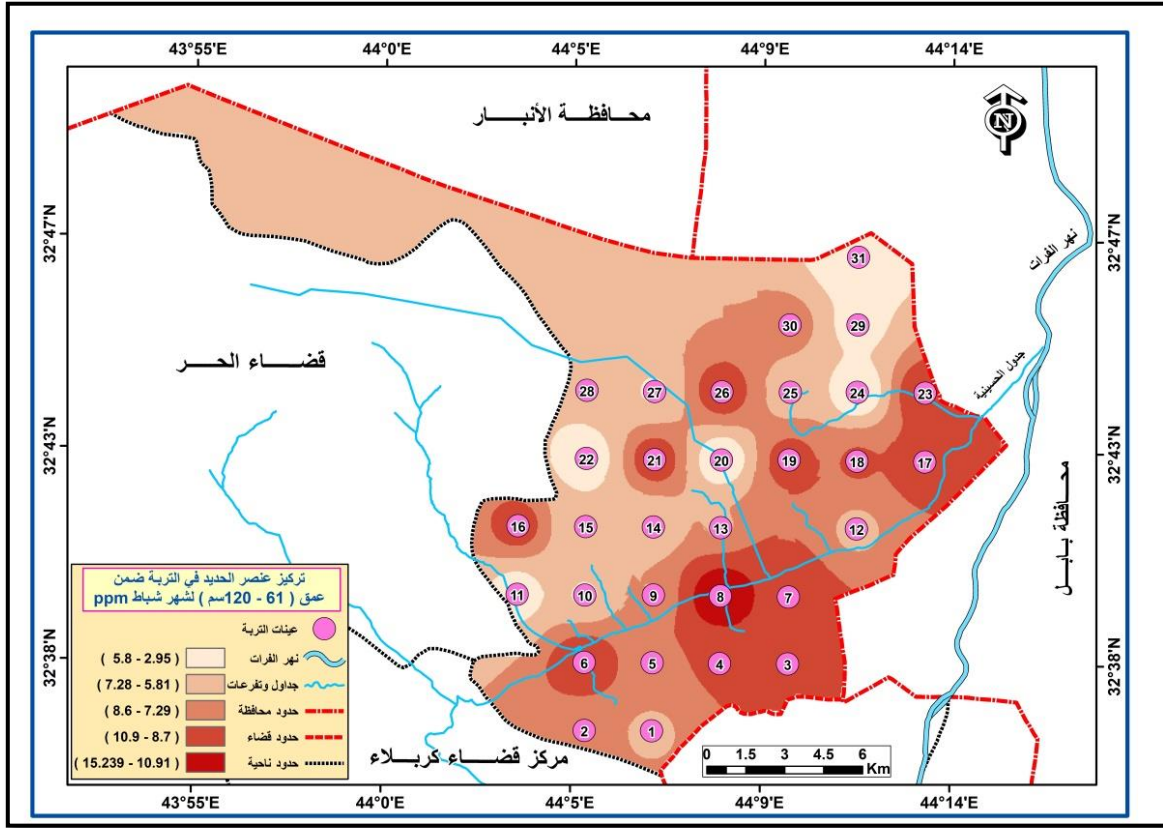 43°55'E 44°0'E 44°5'E 44°9'E 44°14'E
محافظة الأنبار
N
32°47'N 32°47'N
نهر الفرات
31
30 29
قضاء الحر
جدول الحسينية
28 27 26 25 24 23
32°43'N 32°43'N
22 21 20 19 18 17
محافظة بابل
16 15 14 13 12
11 10 9 8 7
32°38'N 32°38'N
6 5 4 3
2 1
مركز قضاء كربلاء
تركيز عنصر الحديد في التربة ضمن
عمق ( 61 - 120سم ) لشهر شباط ppm
عينات التربة
نهر الفرات ( 2.95 - 5.8 )
جداول وتفرعات ( 5.81 - 7.28 )
حدود محافظة ( 7.29 - 8.6 )
حدود قضاء ( 8.7 - 10.9 )
حدود ناحية ( 10.91 - 15.239 )
0 1.5 3 4.5 6
Km
43°55'E 44°0'E 44°5'E 44°9'E 44°14'E